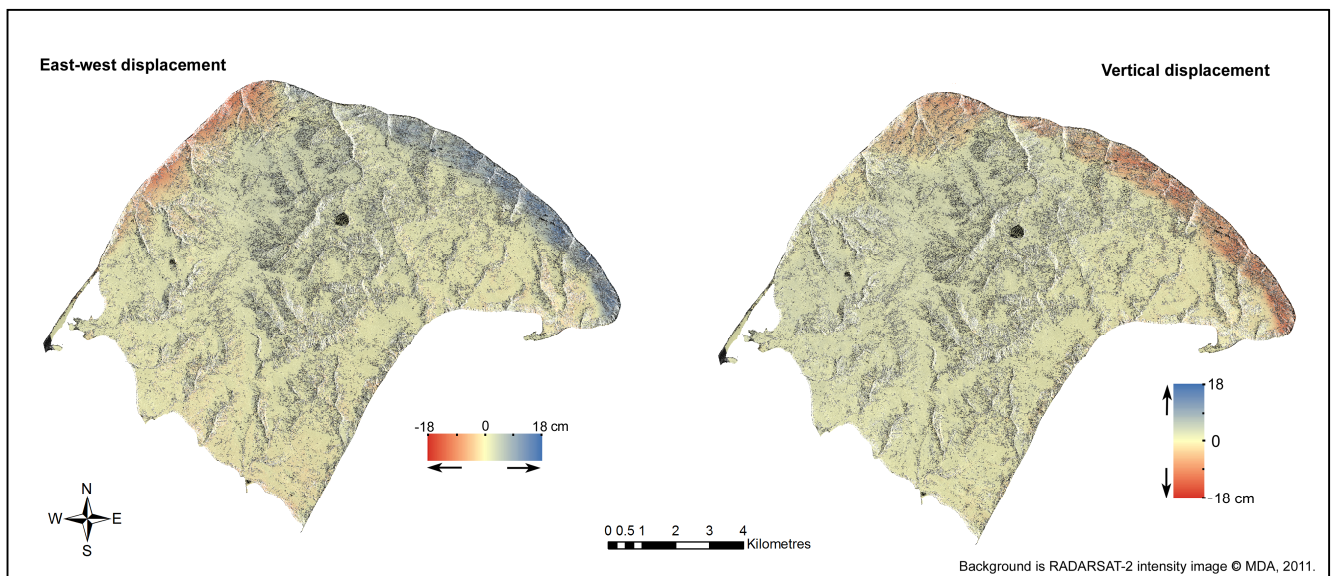 East-west displacement
Vertical displacement
-18 0 18 cm
18
0
-18 cm
N
W E
S
0 0.5 1 2 3 4
Kilometres
Background is RADARSAT-2 intensity image © MDA, 2011.